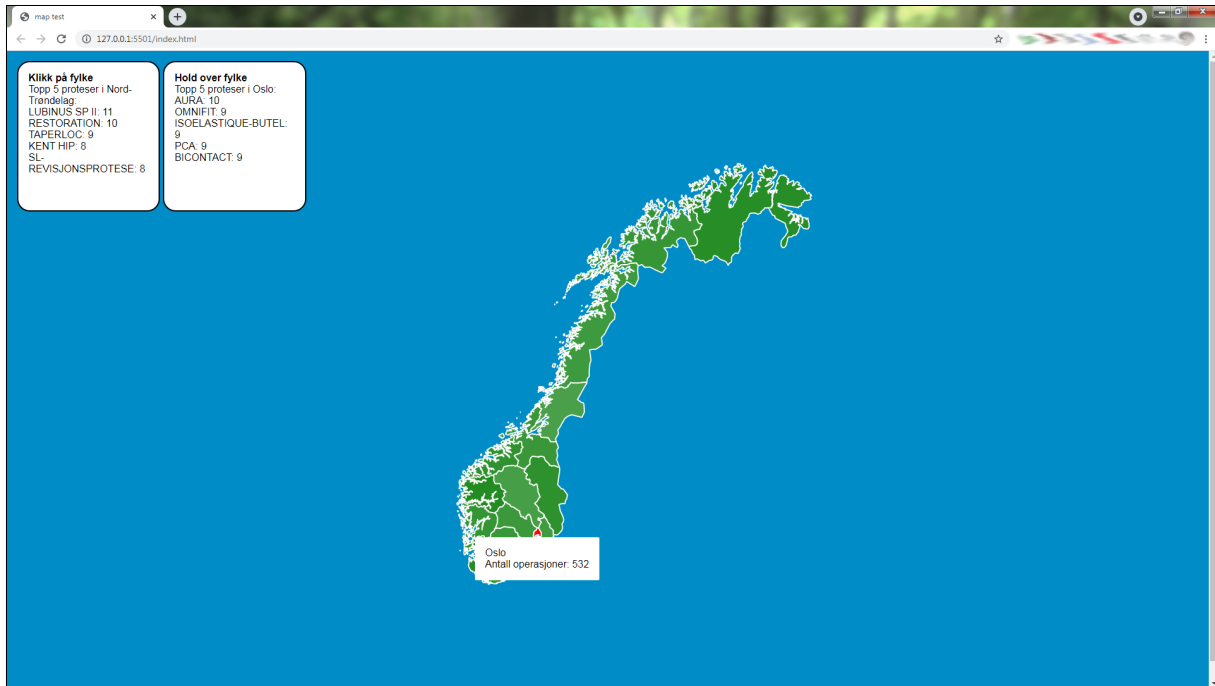 map test
127.0.0.1:5501/index.html
Klikk på fylke
Topp 5 proteser i Nord-
Trøndelag:
LUBINUS SP II: 11
RESTORATION: 10
TAPERLOC: 9
KENT HIP: 8
SL-
REVISJONSPROTESE: 8
Hold over fylke
Topp 5 proteser i Oslo:
AURA: 10
OMNIFIT: 9
ISOELASTIQUE-BUTEL:
9
PCA: 9
BICONTACT: 9
Oslo
Antall operasjoner: 532